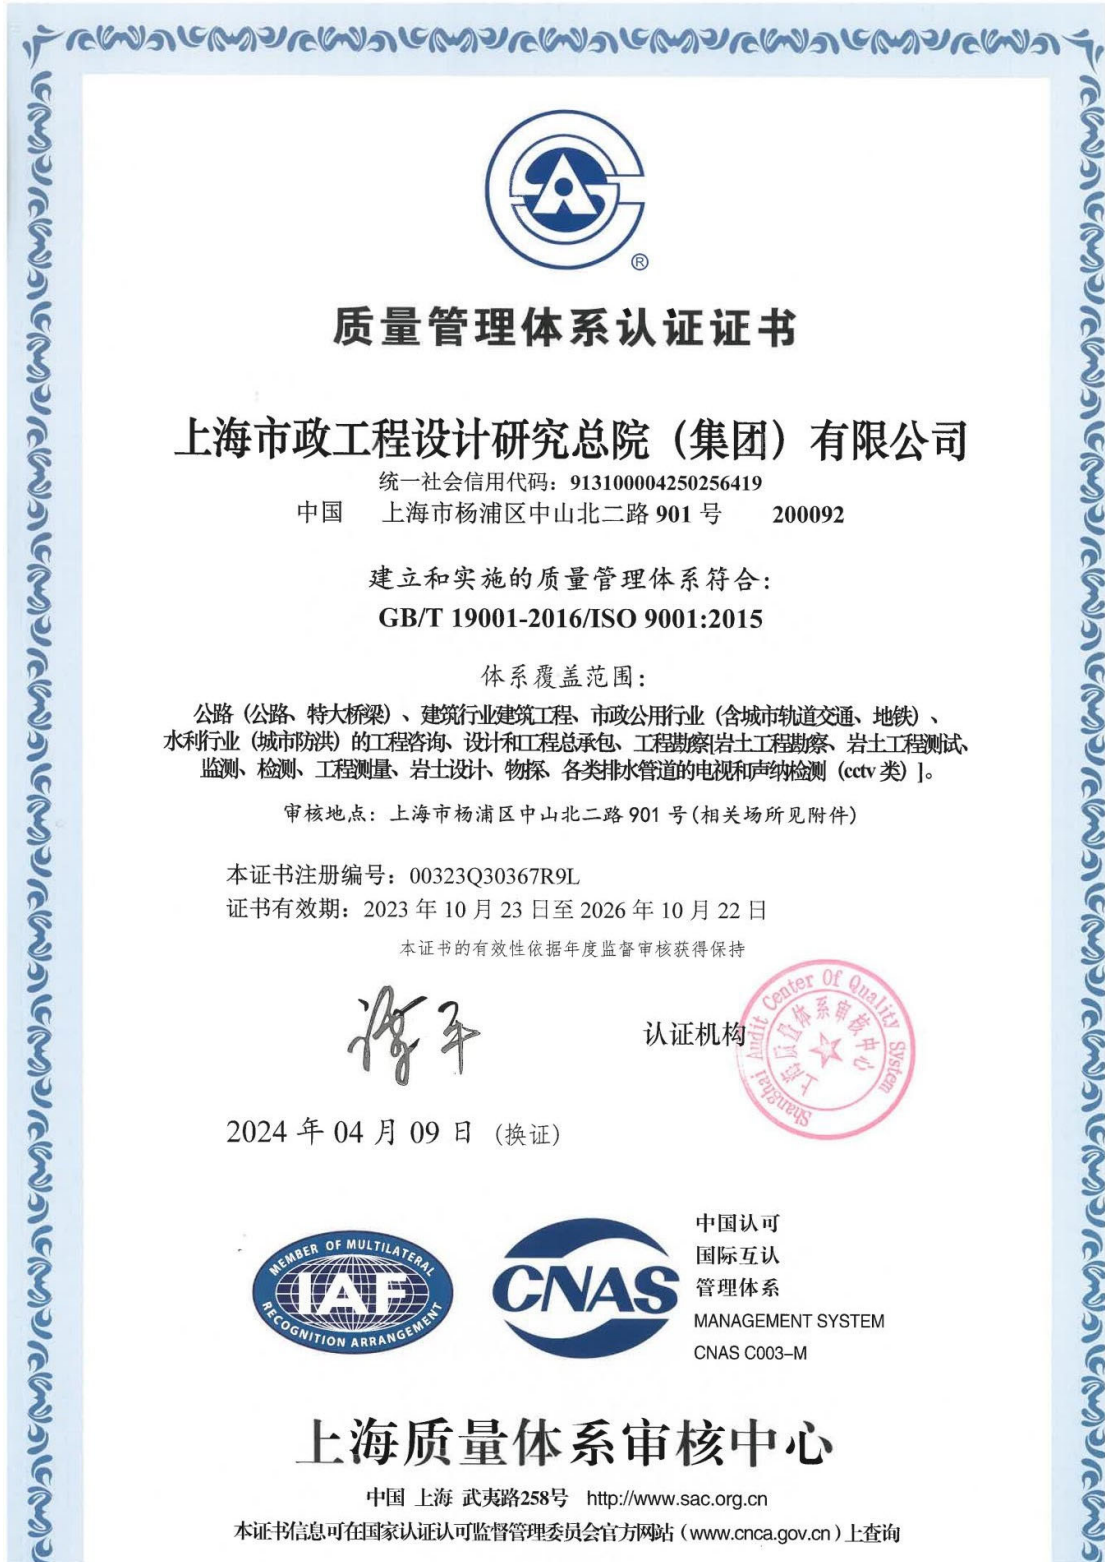 ®
质量管理体系认证证书
上海市政工程设计研究总院（集团）有限公司
统一社会信用代码：913100004250256419
中国 上海市杨浦区中山北二路 901 号 200092
建立和实施的质量管理体系符合：
GB/T 19001-2016/ISO 9001:2015
体系覆盖范围：
公路（公路、特大桥梁）、建筑行业建筑工程、市政公用行业（含城市轨道交通、地铁）、
水利行业（城市防洪）的工程咨询、设计和工程总承包、工程勘察[岩土工程勘察、岩土工程测试、
监测、检测、工程测量、岩土设计、物探、各类排水管道的电视和声纳检测（cctv 类）]。
审核地点：上海市杨浦区中山北二路 901 号(相关场所见附件)
本证书注册编号：00323Q30367R9L
证书有效期：2023 年 10 月 23 日至 2026 年 10 月 22 日
本证书的有效性依据年度监督审核获得保持
认证机构
Shanghai Audit Center Of Quality System
上海质量体系审核中心
2024 年 04 月 09 日 (换证)
MEMBER OF MULTILATERAL
IAF
RECOGNITION ARRANGEMENT
CNAS
中国认可
国际互认
管理体系
MANAGEMENT SYSTEM
CNAS C003-M
上海质量体系审核中心
中国 上海 武夷路258号 http://www.sac.org.cn
本证书信息可在国家认证认可监督管理委员会官方网站（www.cnca.gov.cn）上查询